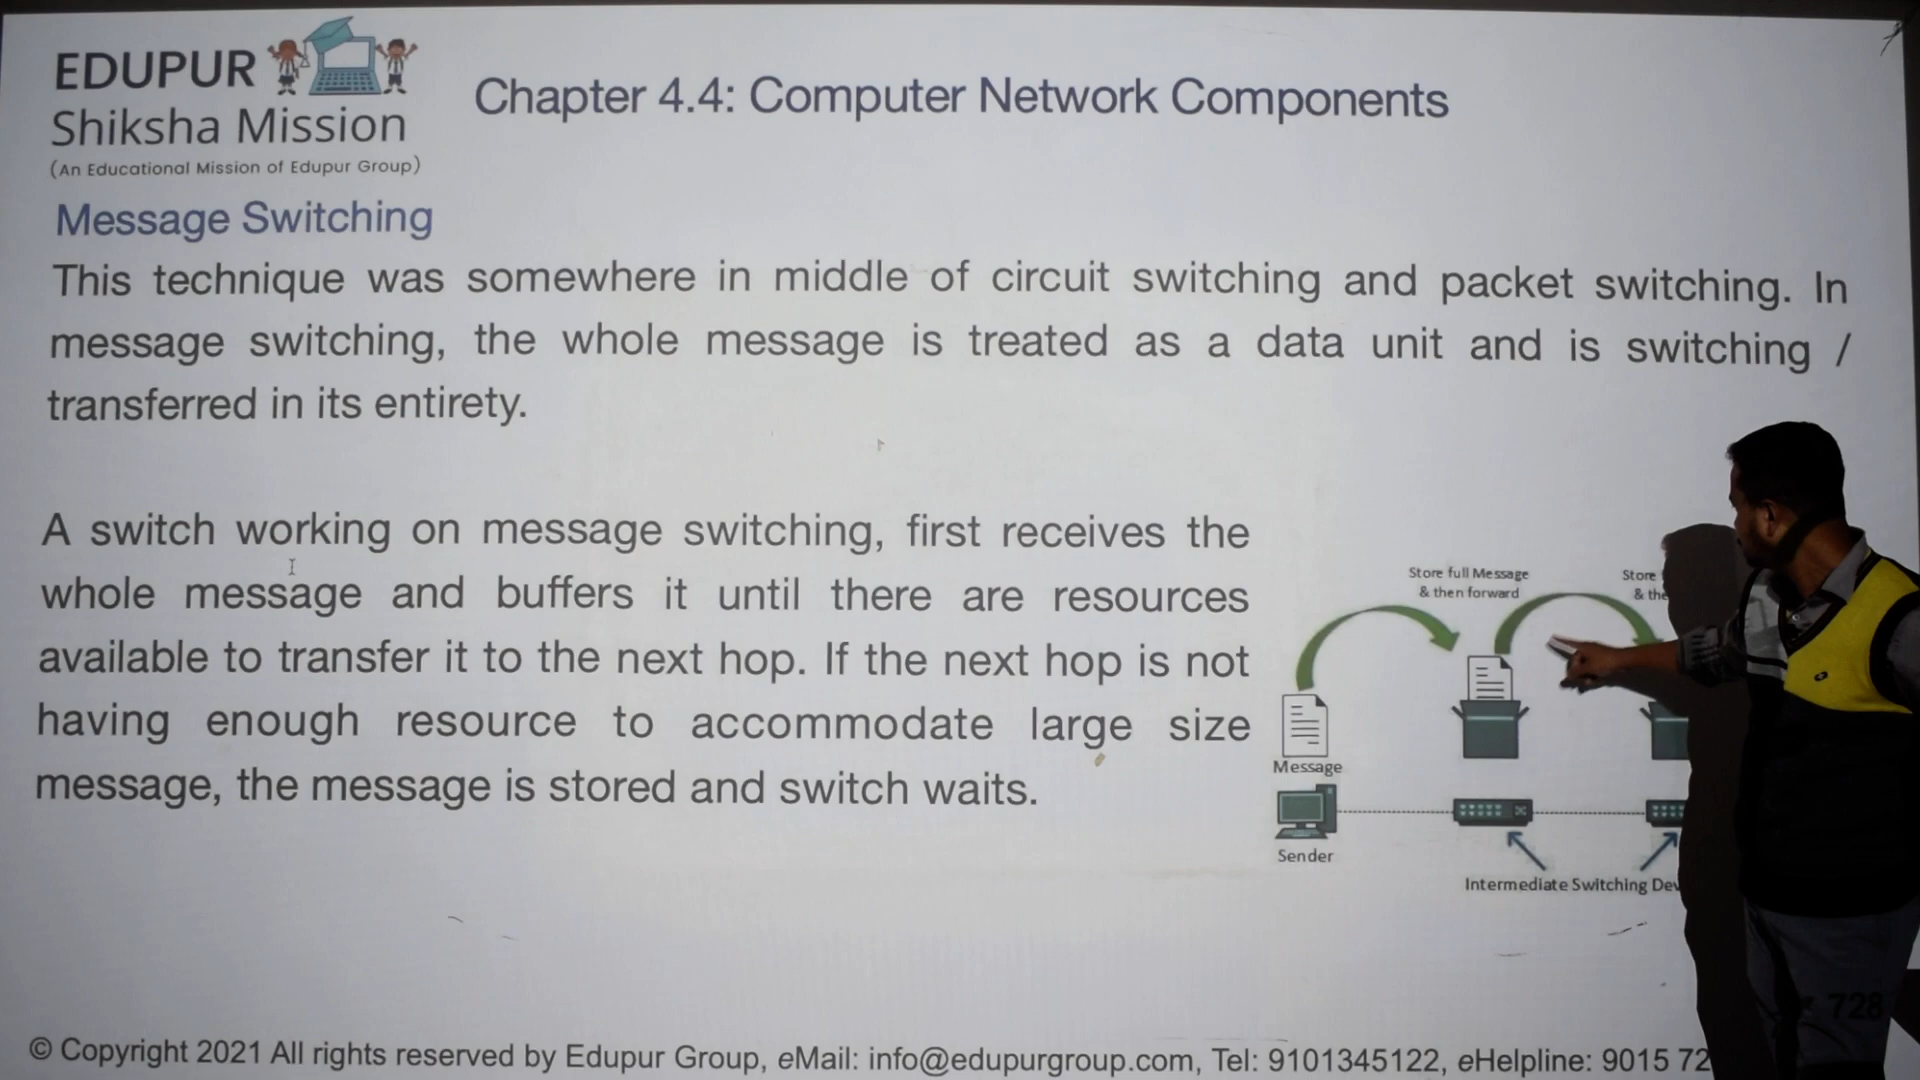 EDUPUR
Shiksha Mission
(An Educational Mission of Edupur Group)
Chapter 4.4: Computer Network Components
Message Switching
This technique was somewhere in middle of circuit switching and packet switching. In
message switching, the whole message is treated as a data unit and is switching /
transferred in its entirety.
A switch working on message switching, first receives the
whole message and buffers it until there are resources
available to transfer it to the next hop. If the next hop is not
having enough resource to accommodate large size
message, the message is stored and switch waits.
Store full Message
& then forward
Store
&
Message
Sender
Intermediate Switching
728
© Copyright 2021 All rights reserved by Edupur Group, eMail: info@edupurgroup.com, Tel: 9101345122, eHelpline: 9015 72